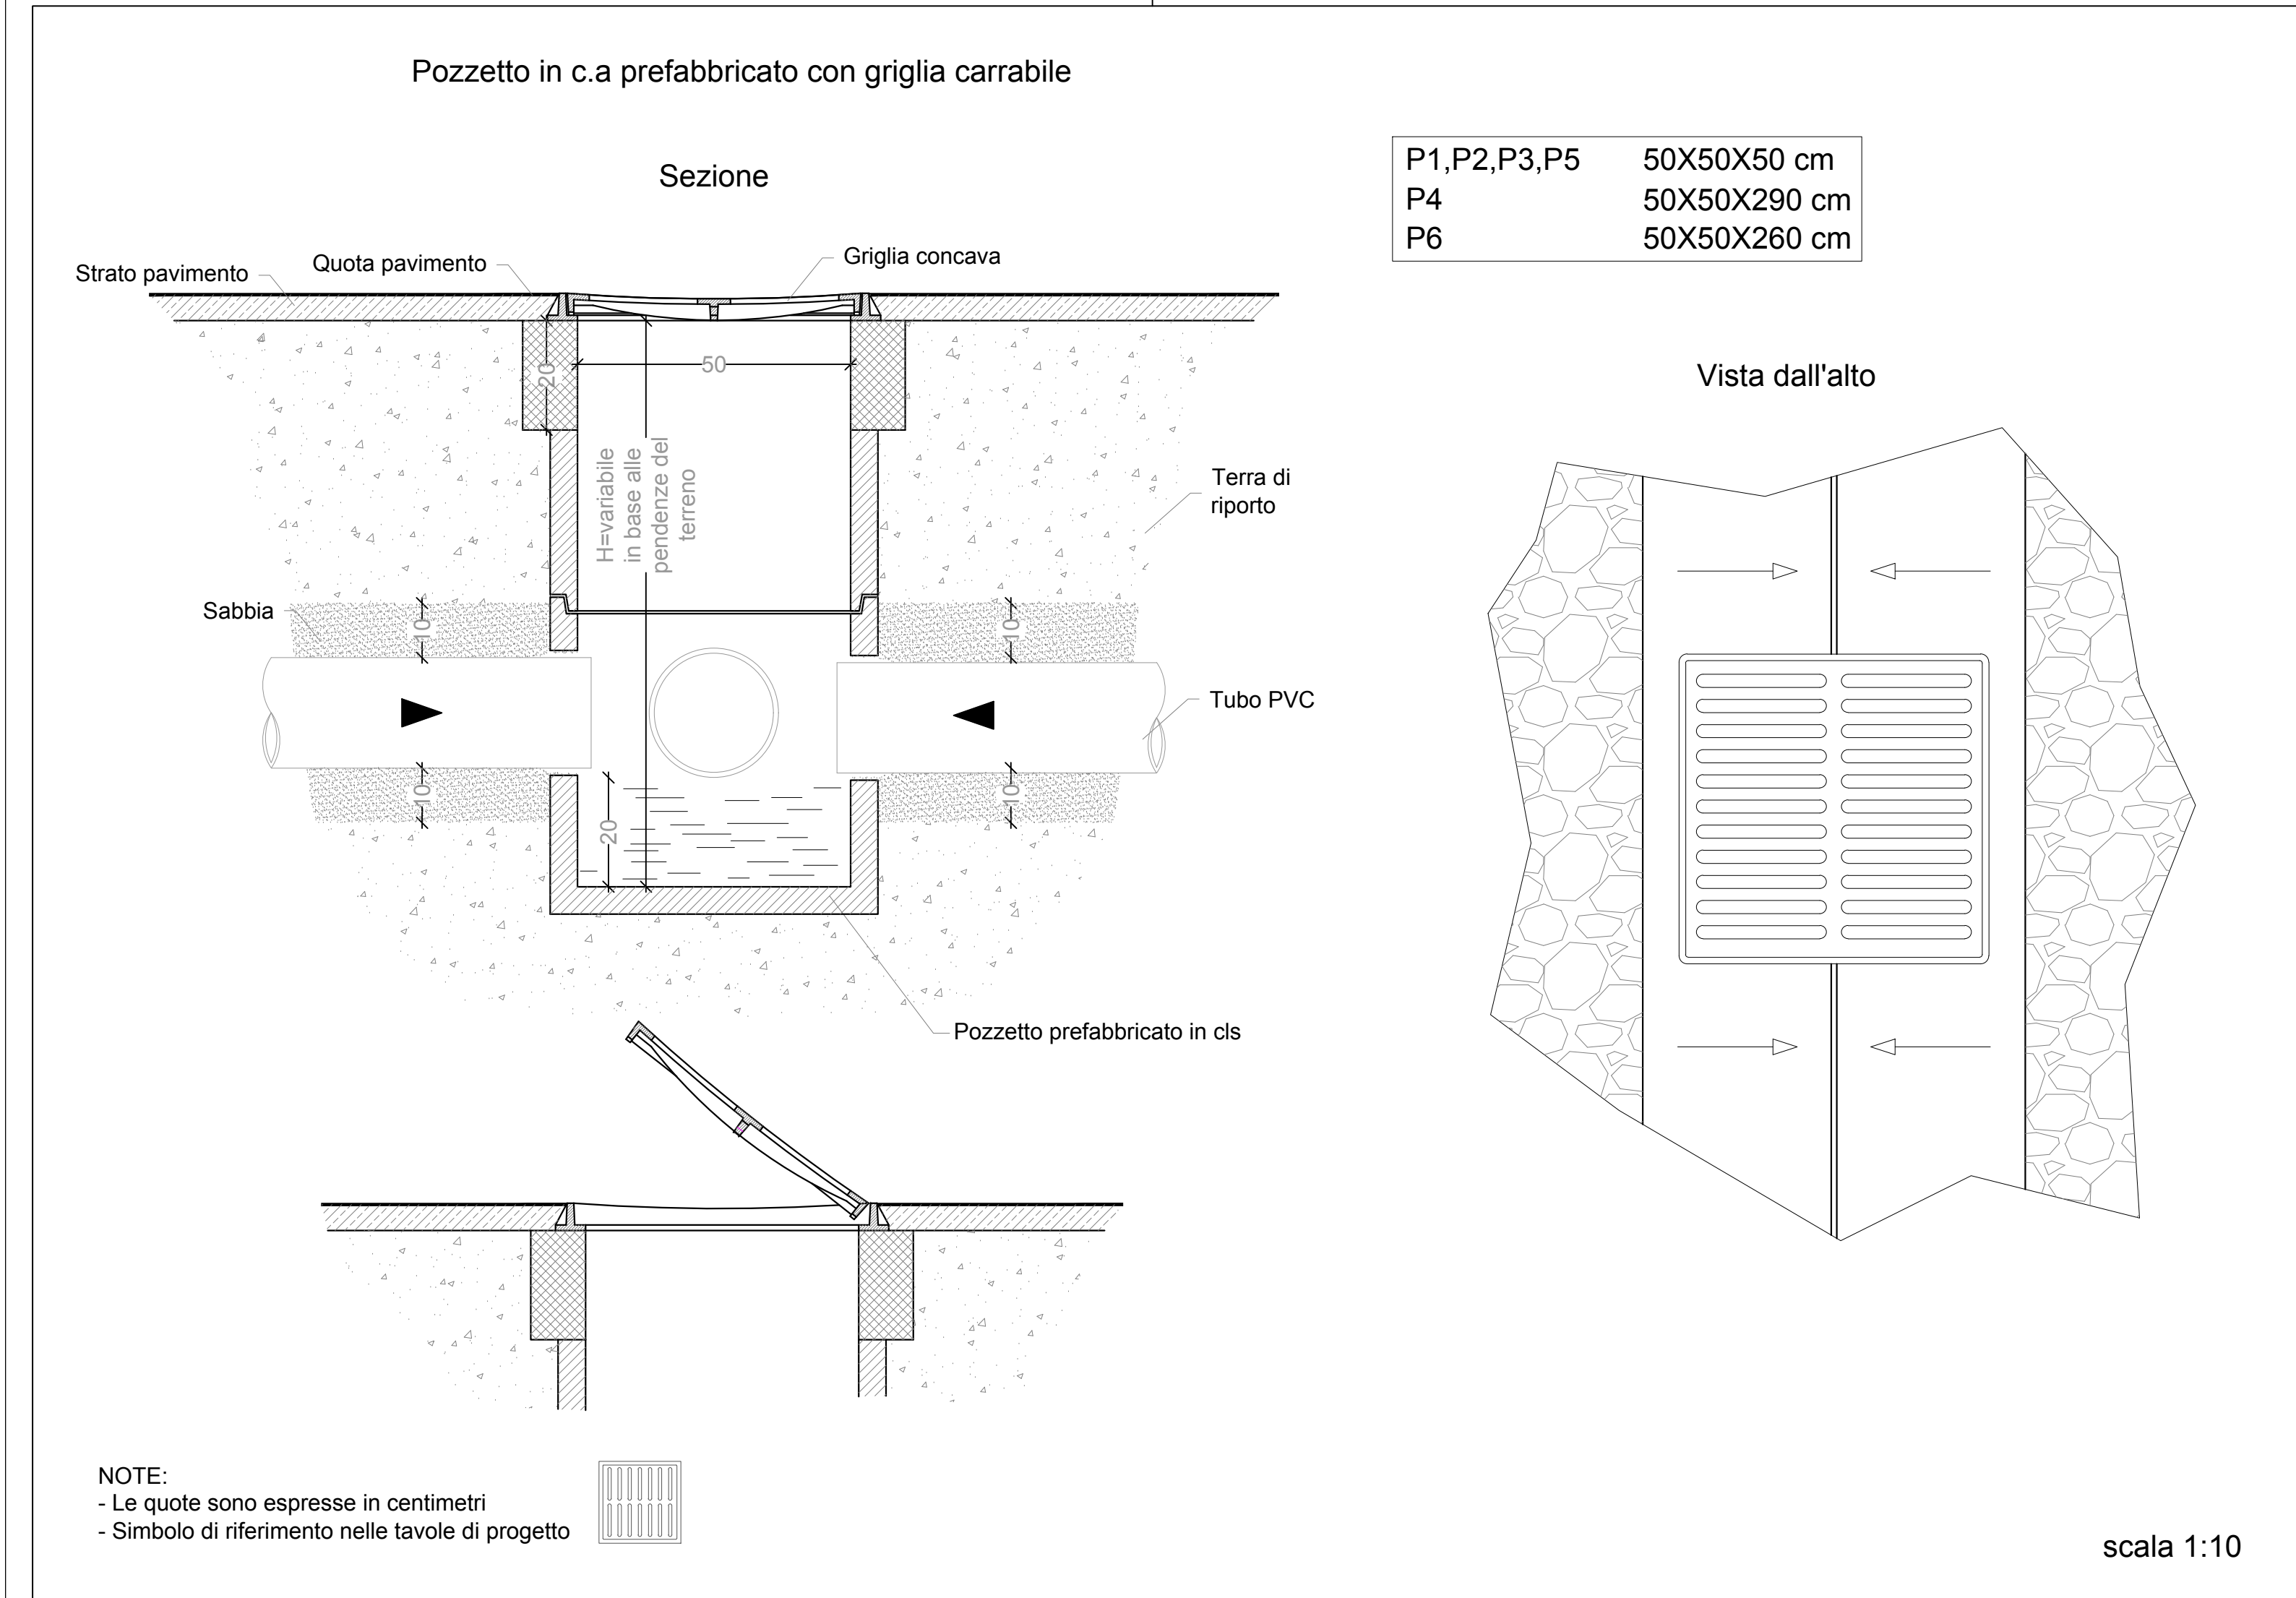 Pozzetto in c.a prefabbricato con griglia carrabile
Sezione
P1,P2,P3,P5 50X50X50 cm
P4 50X50X290 cm
P6 50X50X260 cm
Strato pavimento
Quota pavimento
Griglia concava
20
50
H=variabile
in base alle
pendenze del
terreno
Terra di
riporto
Sabbia
10
10
Tubo PVC
10
10
20
Pozzetto prefabbricato in cls
Vista dall'alto
NOTE:
- Le quote sono espresse in centimetri
- Simbolo di riferimento nelle tavole di progetto
scala 1:10